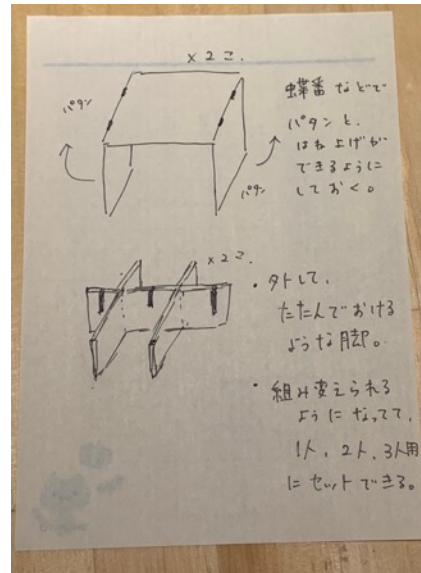 ×2こ.
蝶番などで
パタンと、
はね上げが
できるように
しておく。
パタン
パタン
×2こ.
・外して、
たたんでおける
ような脚。
・組み変えられる
ようになってて、
1人、2人、3人用
にセットできる。